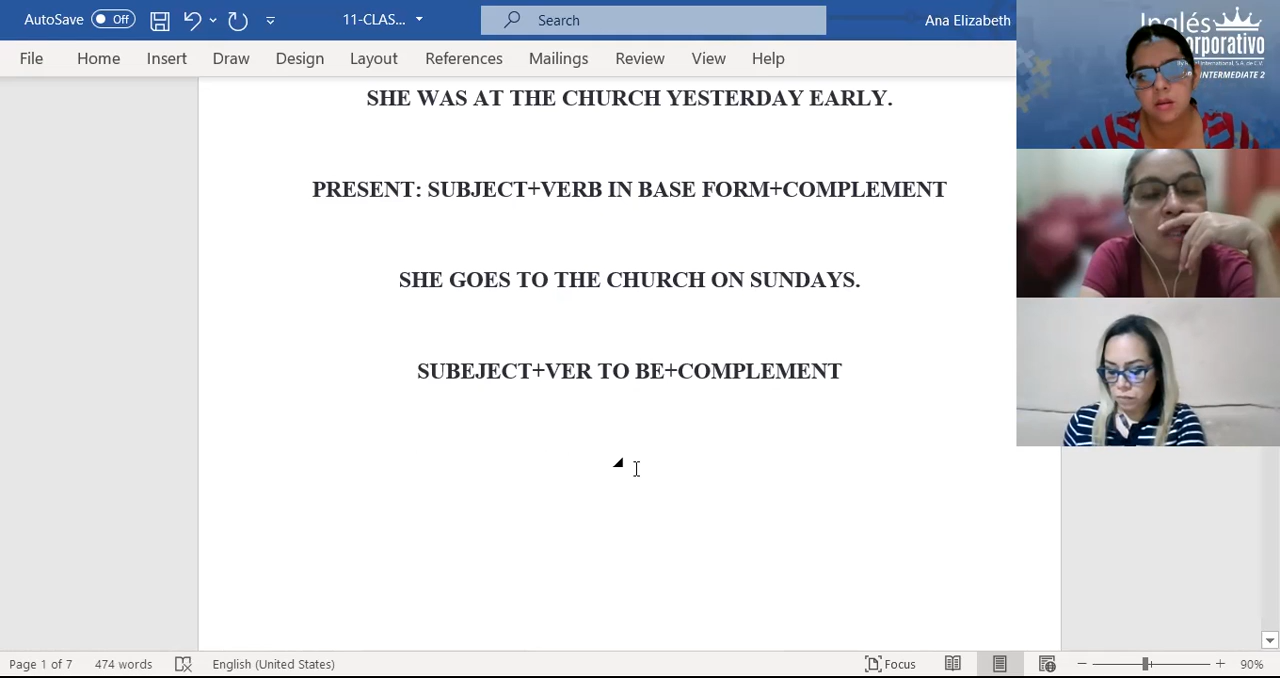 AutoSave Off 11-CLAS... Search Ana Elizabeth
File Home Insert Draw Design Layout References Mailings Review View Help
Inglés
Corporativo
INTERMEDIATE 2
SHE WAS AT THE CHURCH YESTERDAY EARLY.
PRESENT: SUBJECT+VERB IN BASE FORM+COMPLEMENT
SHE GOES TO THE CHURCH ON SUNDAYS.
SUBEJECT+VER TO BE+COMPLEMENT
Page 1 of 7 474 words English (United States) Focus 90%